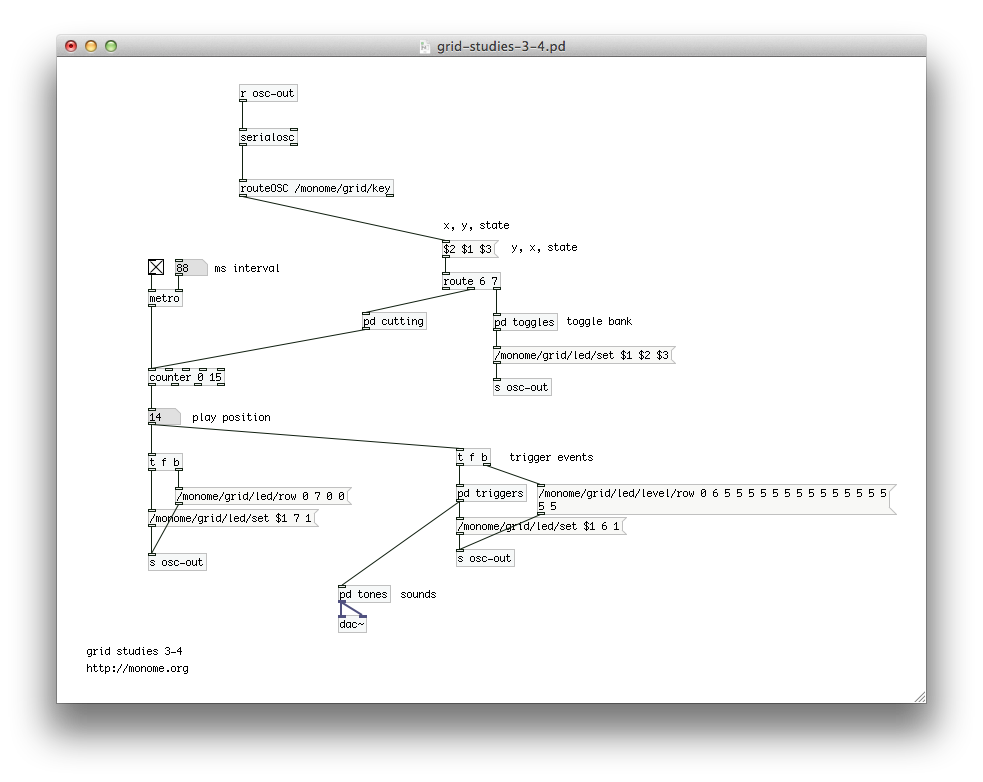 grid-studies-3-4.pd
r osc-out
serialosc
routeOSC /monome/grid/key
x, y, state
$2 $1 $3
y, x, state
88
ms interval
route 6 7
metro
pd cutting
pd toggles
toggle bank
/monome/grid/led/set $1 $2 $3
counter 0 15
s osc-out
14
play position
t f b
t f b
trigger events
/monome/grid/led/row 0 7 0 0
pd triggers
/monome/grid/led/level/row 0 6 5 5 5 5 5 5 5 5 5 5 5 5 5 5
5 5
/monome/grid/led/set $1 7 1
/monome/grid/led/set $1 6 1
s osc-out
s osc-out
pd tones
sounds
dac~
grid studies 3-4
http://monome.org